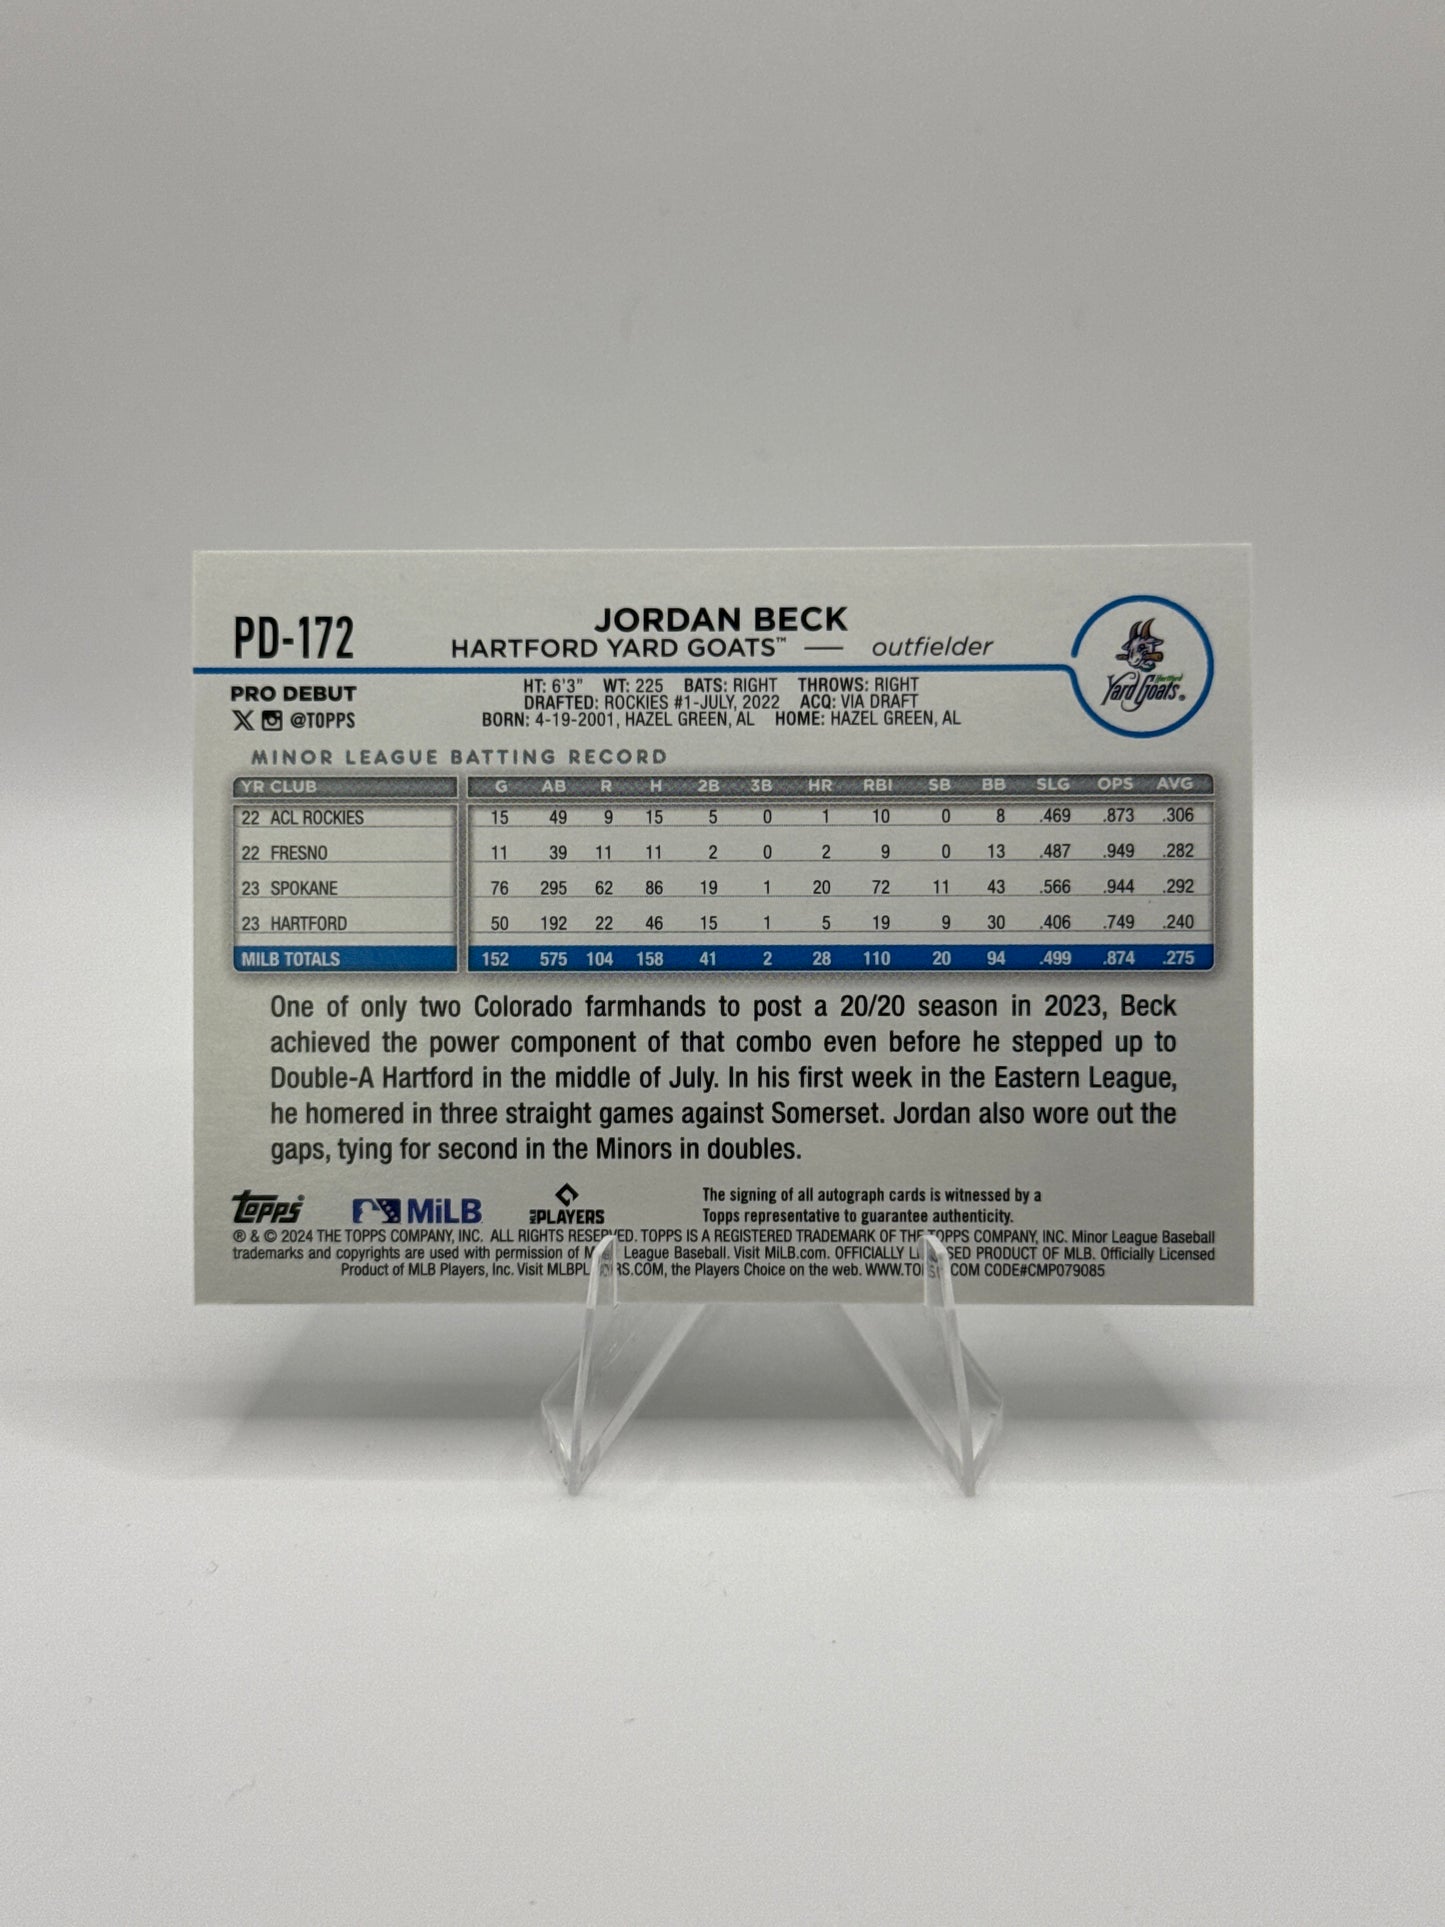 PD-172
JORDAN BECK
HARTFORD YARD GOATS™ — outfielder
Hartford
Yard Goats®
PRO DEBUT
X @TOPPS
HT: 6'3" WT: 225 BATS: RIGHT THROWS: RIGHT
DRAFTED: ROCKIES #1-JULY, 2022 ACQ: VIA DRAFT
BORN: 4-19-2001, HAZEL GREEN, AL HOME: HAZEL GREEN, AL
MINOR LEAGUE BATTING RECORD
YR CLUB G AB R H 2B 3B HR RBI SB BB SLG OPS AVG
22 ACL ROCKIES 15 49 9 15 5 0 1 10 0 8 .469 .873 .306
22 FRESNO 11 39 11 11 2 0 2 9 0 13 .487 .949 .282
23 SPOKANE 76 295 62 86 19 1 20 72 11 43 .566 .944 .292
23 HARTFORD 50 192 22 46 15 1 5 19 9 30 .406 .749 .240
MILB TOTALS 152 575 104 158 41 2 28 110 20 94 .499 .874 .275
One of only two Colorado farmhands to post a 20/20 season in 2023, Beck
achieved the power component of that combo even before he stepped up to
Double-A Hartford in the middle of July. In his first week in the Eastern League,
he homered in three straight games against Somerset. Jordan also wore out the
gaps, tying for second in the Minors in doubles.
Topps MiLB PLAYERS
The signing of all autograph cards is witnessed by a
Topps representative to guarantee authenticity.
® & © 2024 THE TOPPS COMPANY, INC. ALL RIGHTS RESERVED. TOPPS IS A REGISTERED TRADEMARK OF THE TOPPS COMPANY, INC. Minor League Baseball
trademarks and copyrights are used with permission of League Baseball. Visit MiLB.com. OFFICIALLY LICENSED PRODUCT OF MLB. Officially Licensed
Product of MLB Players, Inc. Visit MLBPLAYERS.COM, the Players Choice on the web. WWW.TOPPS.COM CODE#CMP079085